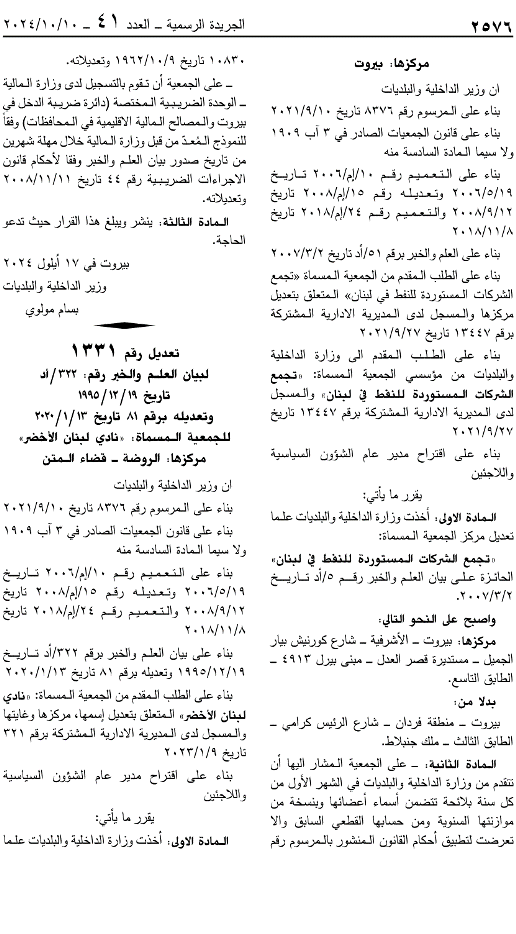 ٢٥٧٦
الجريدة الرسمية ــ العدد ٤١ ــ ٢٠٢٤/١٠/١٠
مركزها: بيروت
ان وزير الداخلية والبلديات
بناء على المرسوم رقم ٨٣٧٦ تاريخ ٢٠٢١/٩/١٠
بناء على قانون الجمعيات الصادر في ٣ آب ١٩٠٩
ولا سيما المادة السادسة منه
بناء على التعميم رقم ١٠/إم/٢٠٠٦ تاريخ
٢٠٠٦/٥/١٩ وتعديله رقم ١٥/إم/٢٠٠٨ تاريخ
٢٠٠٨/٩/١٢ والتعميم رقم ٢٤/إم/٢٠١٨ تاريخ
٢٠١٨/١١/٨
بناء على العلم والخبر برقم ٥١/أد تاريخ ٢٠٠٧/٣/٢
بناء على الطلب المقدم من الجمعية المسماة «تجمع
الشركات المستوردة للنفط في لبنان» المتعلق بتعديل
مركزها والمسجل لدى المديرية الادارية المشتركة
برقم ١٣٤٤٧ تاريخ ٢٠٢١/٩/٢٧
بناء على الطلب المقدم الى وزارة الداخلية
والبلديات من مؤسسي الجمعية المسماة: «تجمع
الشركات المستوردة للنفط في لبنان» والمسجل
لدى المديرية الادارية المشتركة برقم ١٣٤٤٧ تاريخ
٢٠٢١/٩/٢٧
بناء على اقتراح مدير عام الشؤون السياسية
واللاجئين
يقرر ما يأتي:
المادة الاولى: أخذت وزارة الداخلية والبلديات علما
تعديل مركز الجمعية المسماة:
«تجمع الشركات المستوردة للنفط في لبنان»
الحائزة على بيان العلم والخبر رقم ٥/أد تاريخ
٢٠٠٧/٣/٢.
واصبح على النحو التالي:
مركزها: بيروت ــ الأشرفية ــ شارع كورنيش بيار
الجميل ــ مستديرة قصر العدل ــ مبنى بيرل ٤٩١٣ ــ
الطابق التاسع.
بدلا من:
بيروت ــ منطقة فردان ــ شارع الرئيس كرامي ــ
الطابق الثالث ــ ملك جنبلاط.
المادة الثانية: ــ على الجمعية المشار اليها أن
تتقدم من وزارة الداخلية والبلديات في الشهر الأول من
كل سنة بلائحة تتضمن أسماء أعضائها وبنسخة من
موازنتها السنوية ومن حسابها القطعي السابق والا
تعرضت لتطبيق أحكام القانون المنشور بالمرسوم رقم
١٠٨٣٠ تاريخ ١٩٦٢/١٠/٩ وتعديلاته.
ــ على الجمعية أن تقوم بالتسجيل لدى وزارة المالية
ــ الوحدة الضريبية المختصة (دائرة ضريبة الدخل في
بيروت والمصالح المالية الاقليمية في المحافظات) وفقاً
للنموذج المُعدّ من قبل وزارة المالية خلال مهلة شهرين
من تاريخ صدور بيان العلم والخبر وفقا لأحكام قانون
الاجراءات الضريبية رقم ٤٤ تاريخ ٢٠٠٨/١١/١١
وتعديلاته.
المادة الثالثة: ينشر ويبلغ هذا القرار حيث تدعو
الحاجة.
بيروت في ١٧ أيلول ٢٠٢٤
وزير الداخلية والبلديات
بسام مولوي
تعديل رقم ١٣٣١
لبيان العلم والخبر رقم: ٣٢٢/أد
تاريخ ١٩٩٥/١٢/١٩
وتعديله برقم ٨١ تاريخ ٢٠٢٠/١/١٣
للجمعية المسماة: «نادي لبنان الأخضر»
مركزها: الروضة ــ قضاء المتن
ان وزير الداخلية والبلديات
بناء على المرسوم رقم ٨٣٧٦ تاريخ ٢٠٢١/٩/١٠
بناء على قانون الجمعيات الصادر في ٣ آب ١٩٠٩
ولا سيما المادة السادسة منه
بناء على التعميم رقم ١٠/إم/٢٠٠٦ تاريخ
٢٠٠٦/٥/١٩ وتعديله رقم ١٥/إم/٢٠٠٨ تاريخ
٢٠٠٨/٩/١٢ والتعميم رقم ٢٤/إم/٢٠١٨ تاريخ
٢٠١٨/١١/٨
بناء على بيان العلم والخبر برقم ٣٢٢/أد تاريخ
١٩٩٥/١٢/١٩ وتعديله برقم ٨١ تاريخ ٢٠٢٠/١/١٣
بناء على الطلب المقدم من الجمعية المسماة: «نادي
لبنان الأخضر» المتعلق بتعديل إسمها، مركزها وغايتها
والمسجل لدى المديرية الادارية المشتركة برقم ٣٢١
تاريخ ٢٠٢٣/١/٩
بناء على اقتراح مدير عام الشؤون السياسية
واللاجئين
يقرر ما يأتي:
المادة الاولى: أخذت وزارة الداخلية والبلديات علما